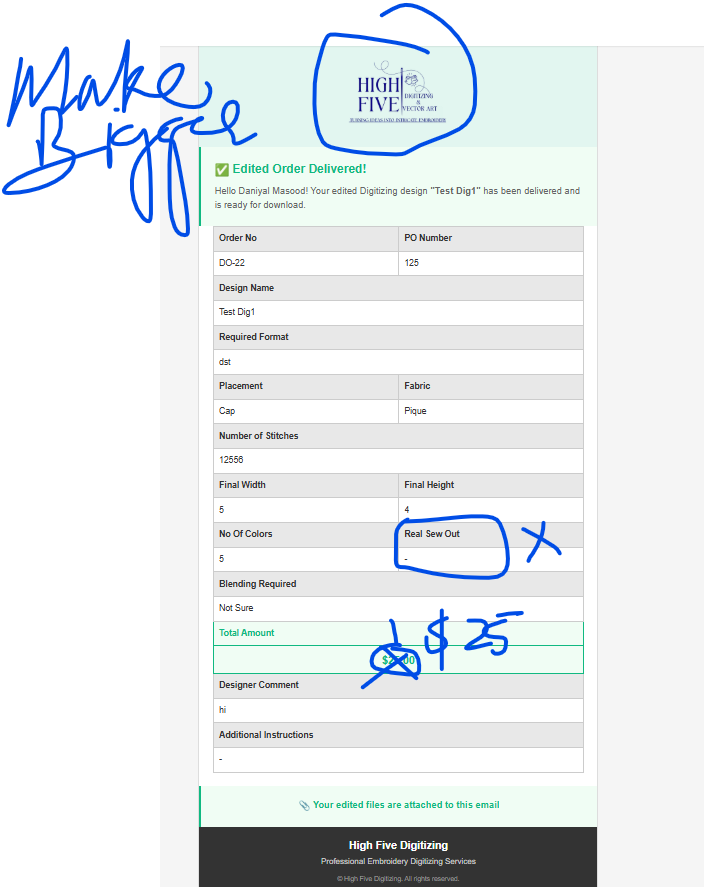 Make
Bigger
HIGH
FIVE
DIGITIZING
&
VECTOR ART
TURNING IDEAS INTO INTRICATE EMBROIDERY
✅ Edited Order Delivered!
Hello Daniyal Masood! Your edited Digitizing design "Test Dig1" has been delivered and
is ready for download.
Order No PO Number
DO-22 125
Design Name
Test Dig1
Required Format
dst
Placement Fabric
Cap Pique
Number of Stitches
12556
Final Width Final Height
5 4
No Of Colors Real Sew Out X
5 -
Blending Required
Not Sure
Total Amount
$ 25
Designer Comment
hi
Additional Instructions
-
📎 Your edited files are attached to this email
High Five Digitizing
Professional Embroidery Digitizing Services
© High Five Digitizing. All rights reserved.